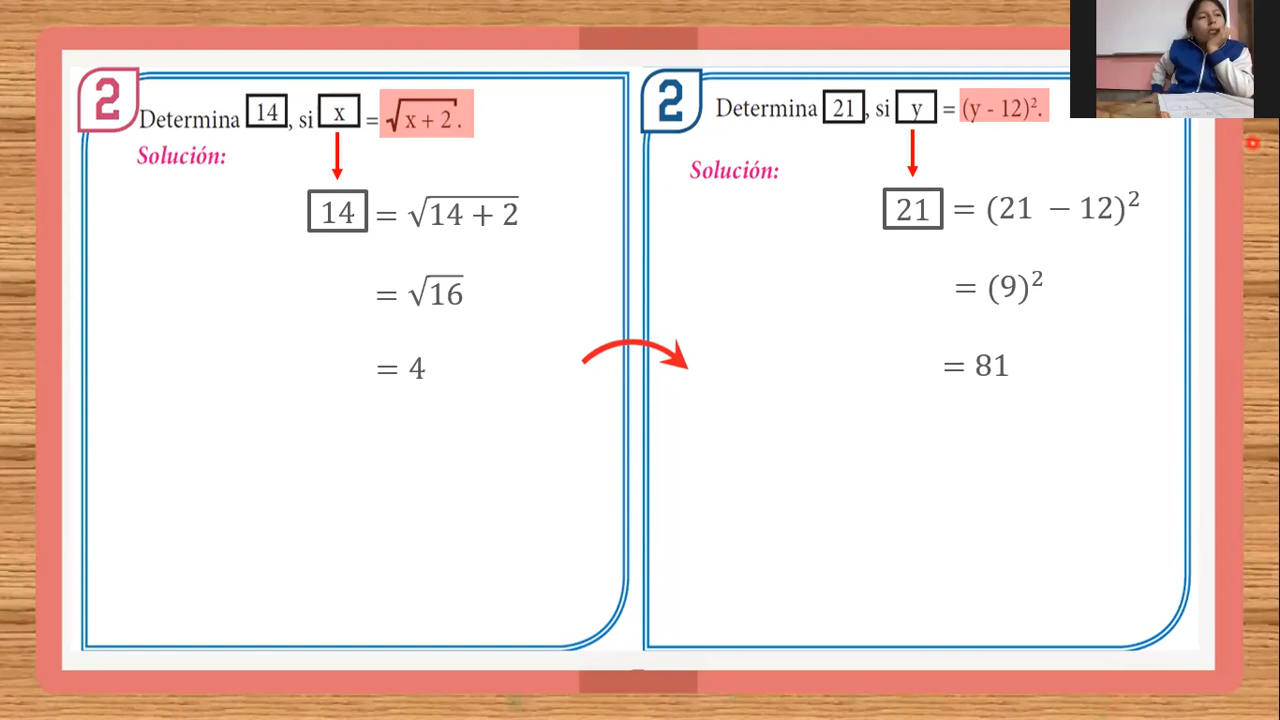 2
Determina 14, si x = √x + 2.
Solución:
14 = √14 + 2
= √16
= 4
2
Determina 21, si y = (y - 12)².
Solución:
21 = (21 − 12)²
= (9)²
= 81